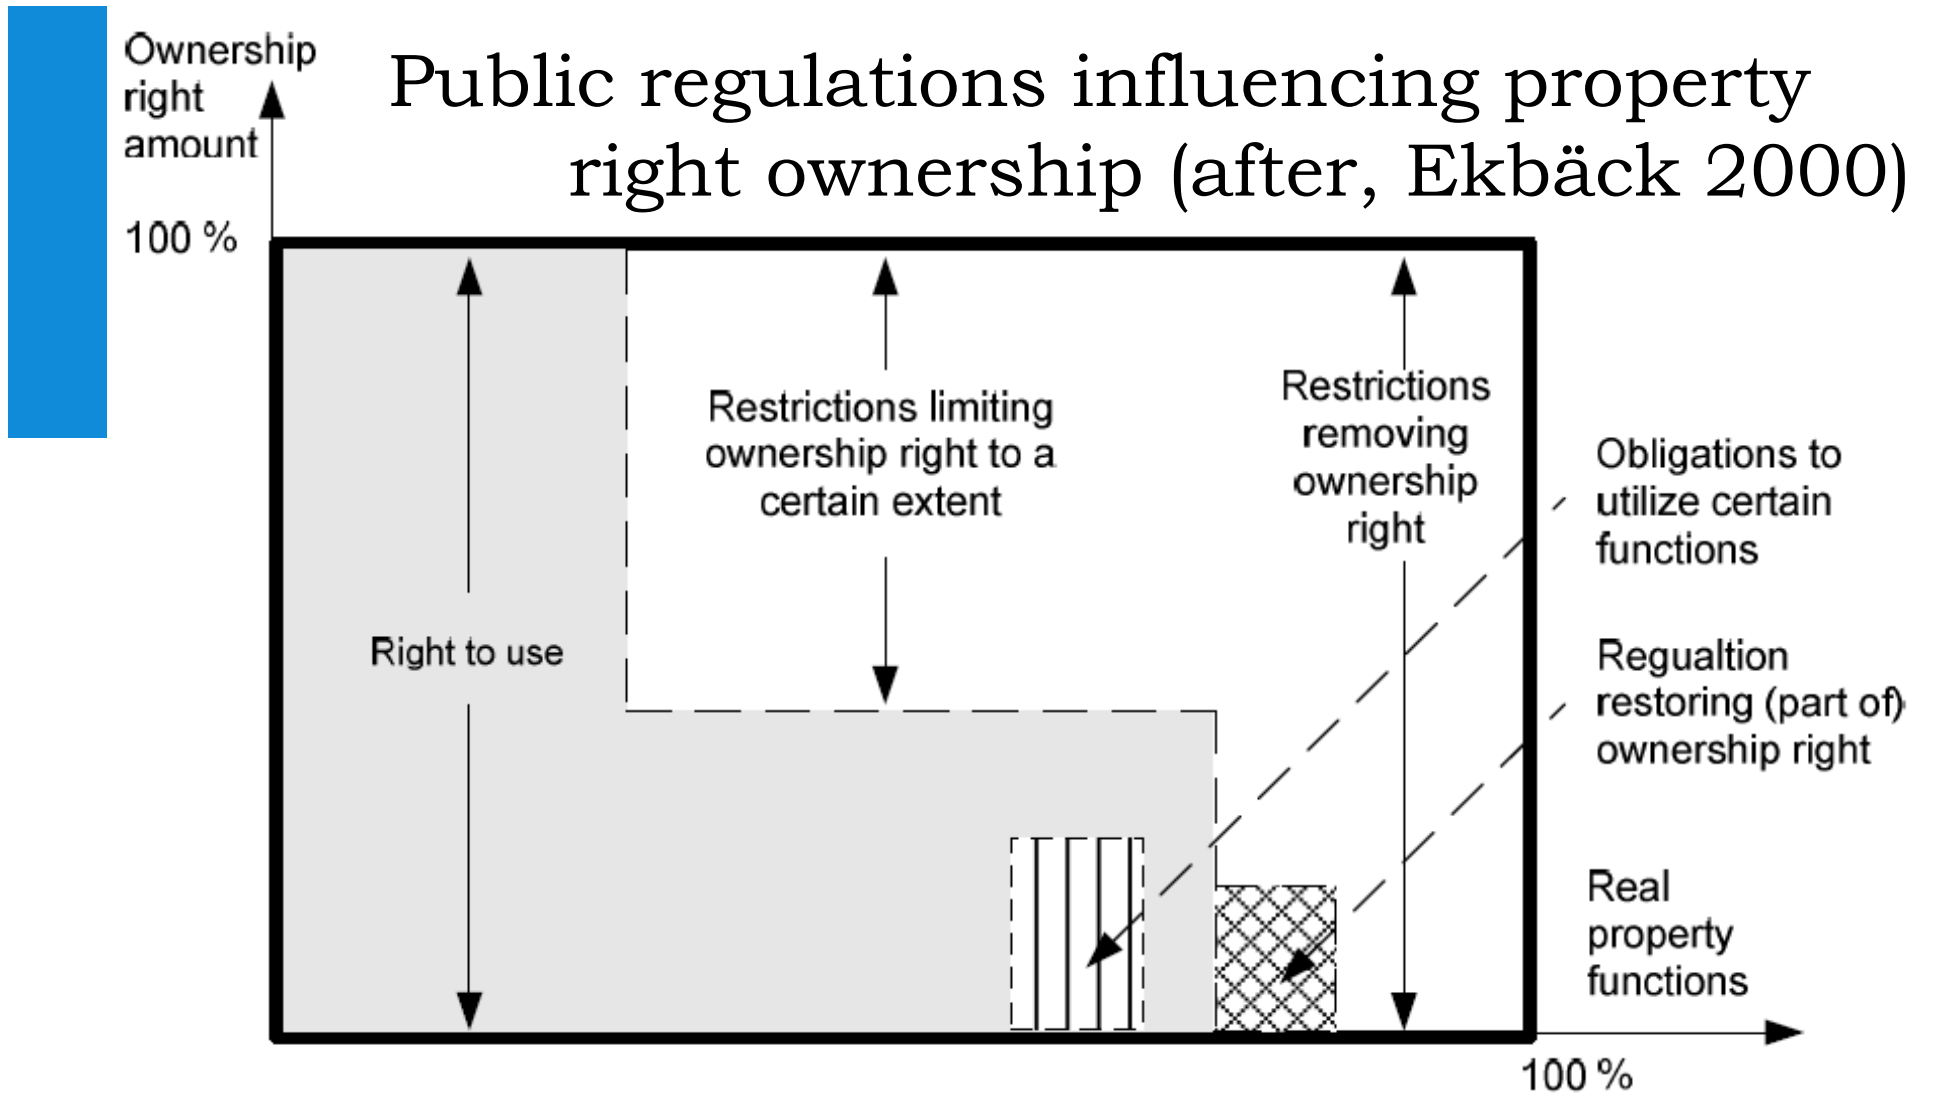 Public regulations influencing property
right ownership (after, Ekbäck 2000)
Ownership
right
amount
100 %
Right to use
Restrictions limiting
ownership right to a
certain extent
Restrictions
removing
ownership
right
Obligations to
utilize certain
functions
Regualtion
restoring (part of)
ownership right
Real
property
functions
100 %